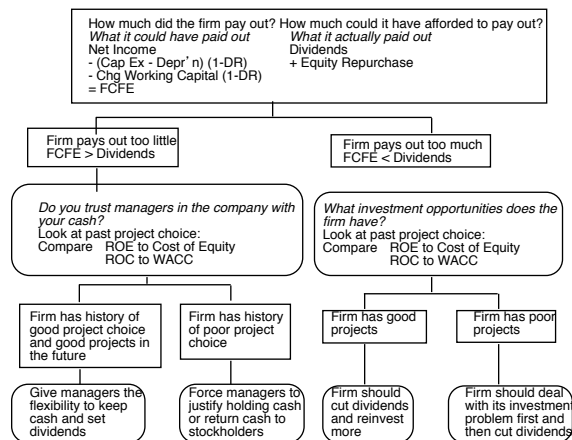 How much did the firm pay out? How much could it have afforded to pay out?
What it could have paid out
What it actually paid out
Net Income
Dividends
- (Cap Ex - Depr'n) (1-DR)
+ Equity Repurchase
- Chg Working Capital (1-DR)
= FCFE
Firm pays out too little
FCFE > Dividends
Firm pays out too much
FCFE < Dividends
Do you trust managers in the company with
your cash?
Look at past project choice:
Compare ROE to Cost of Equity
ROC to WACC
What investment opportunities does the
firm have?
Look at past project choice:
Compare ROE to Cost of Equity
ROC to WACC
Firm has history of
good project choice
and good projects in
the future
Firm has history
of poor project
choice
Firm has good
projects
Firm has poor
projects
Give managers the
flexibility to keep
cash and set
dividends
Force managers to
justify holding cash
or return cash to
stockholders
Firm should
cut dividends
and reinvest
more
Firm should deal
with its investment
problem first and
then cut dividends